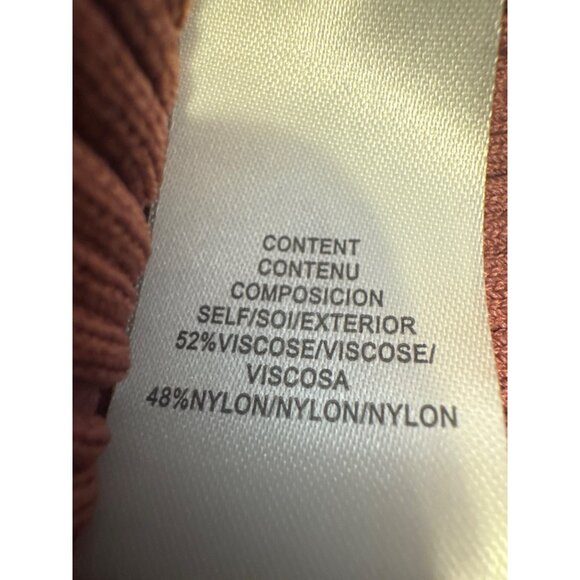 CONTENT
CONTENU
COMPOSICION
SELF/SOI/EXTERIOR
52%VISCOSE/VISCOSE/
VISCOSA
48%NYLON/NYLON/NYLON